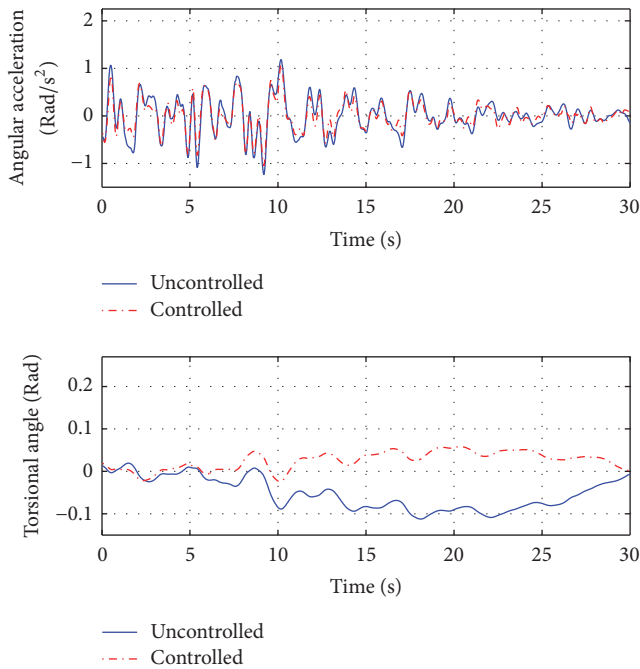 Angular acceleration
(Rad/s²)
2
1
0
−1
0 5 10 15 20 25 30
Time (s)
Uncontrolled
Controlled
Torsional angle (Rad)
0.2
0.1
0
−0.1
0 5 10 15 20 25 30
Time (s)
Uncontrolled
Controlled